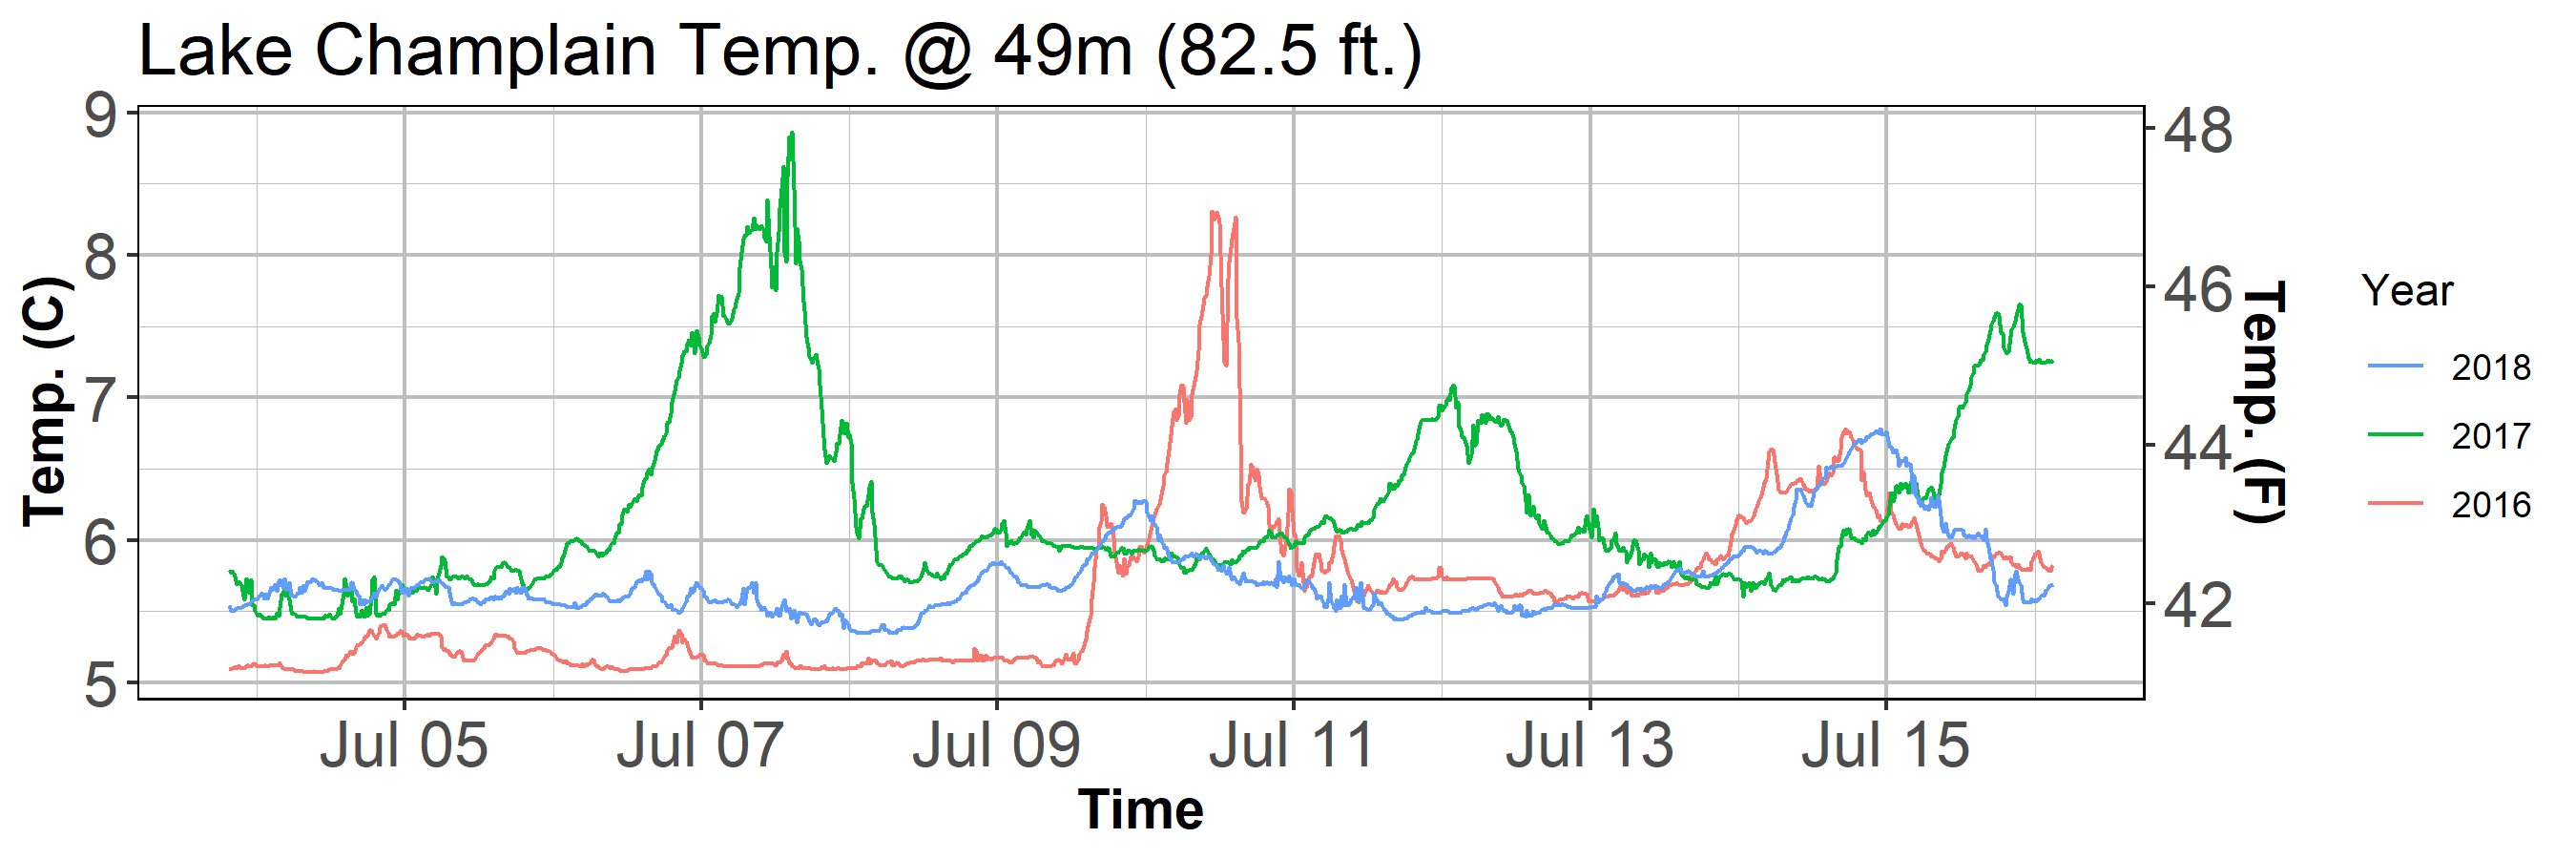 Lake Champlain Temp. @ 49m (82.5 ft.)
Temp. (C)
9
8
7
6
5
48
46
44
42
Temp. (F)
Jul 05
Jul 07
Jul 09
Jul 11
Jul 13
Jul 15
Time
Year
2018
2017
2016